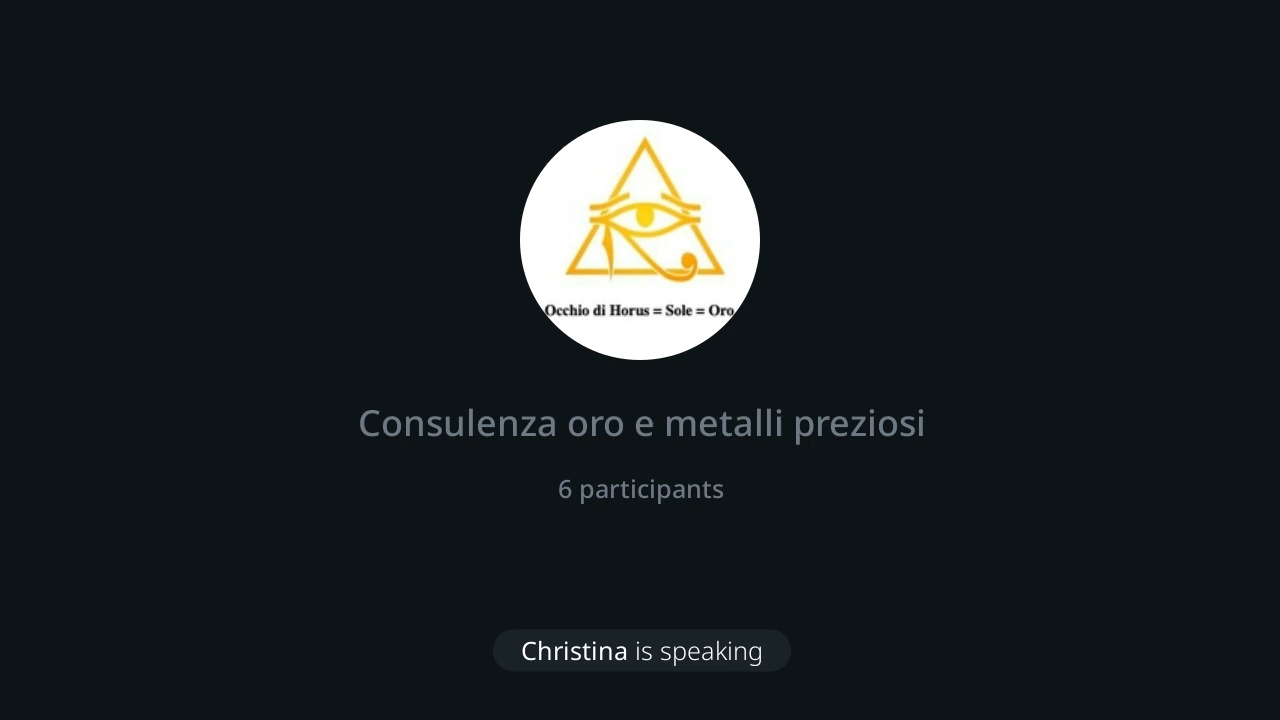 Occhio di Horus = Sole = Oro
Consulenza oro e metalli preziosi
6 participants
Christina is speaking